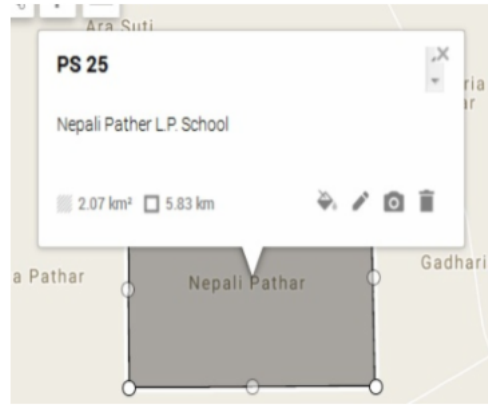 Ara Suti
PS 25
Nepali Pather L.P. School
2.07 km² 5.83 km
Gadhari
a Pathar
Nepali Pathar